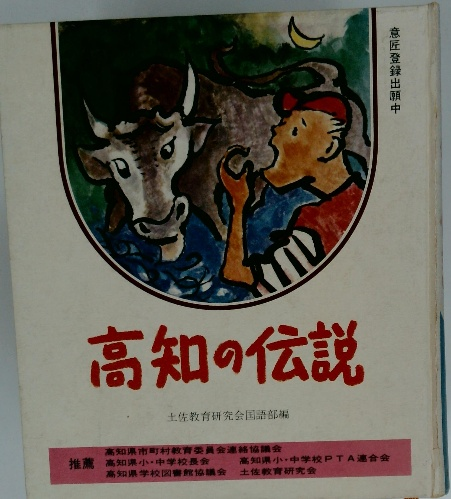 意匠登録出願中
高知の伝説
土佐教育研究会国語部編
推薦
高知県市町村教育委員会連絡協議会
高知県小・中学校長会 高知県小・中学校PTA連合会
高知県学校図書館協議会 土佐教育研究会